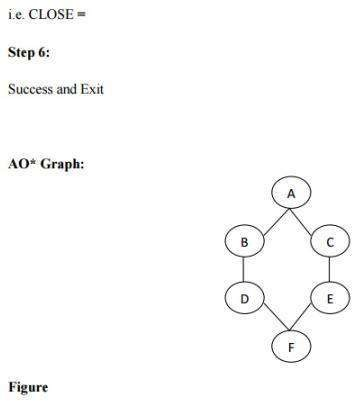 i.e. CLOSE =
Step 6:
Success and Exit
AO* Graph:
A
B C
D E
F
Figure